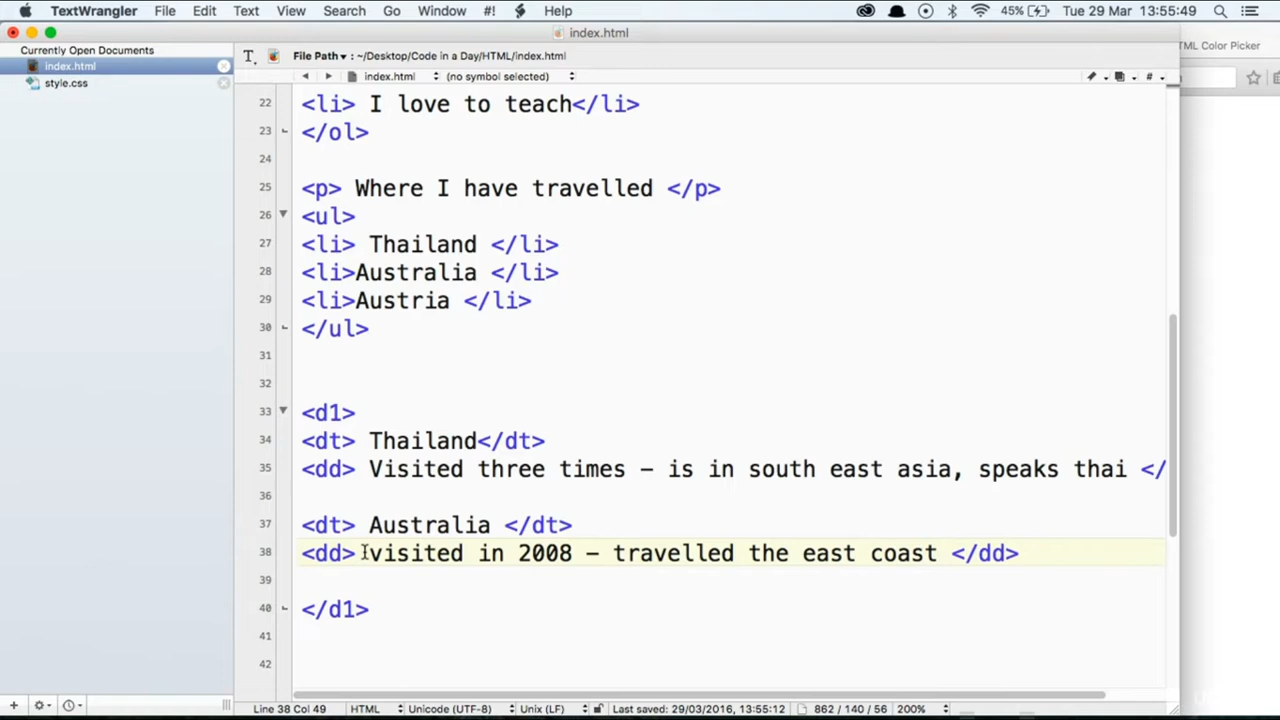 TextWrangler File Edit Text View Search Go Window #! Help 45% Tue 29 Mar 13:55:49
index.html
TML Color Picker
Currently Open Documents
index.html
style.css
File Path ▾ : ~/Desktop/Code in a Day/HTML/index.html
index.html (no symbol selected)
22 <li> I love to teach</li>
23 </ol>
24
25 <p> Where I have travelled </p>
26 <ul>
27 <li> Thailand </li>
28 <li>Australia </li>
29 <li>Austria </li>
30 </ul>
31
32
33 <d1>
34 <dt> Thailand</dt>
35 <dd> Visited three times – is in south east asia, speaks thai </
36
37 <dt> Australia </dt>
38 <dd> visited in 2008 – travelled the east coast </dd>
39
40 </d1>
41
42
Line 38 Col 49 HTML Unicode (UTF-8) Unix (LF) Last saved: 29/03/2016, 13:55:12 862 / 140 / 56 200%